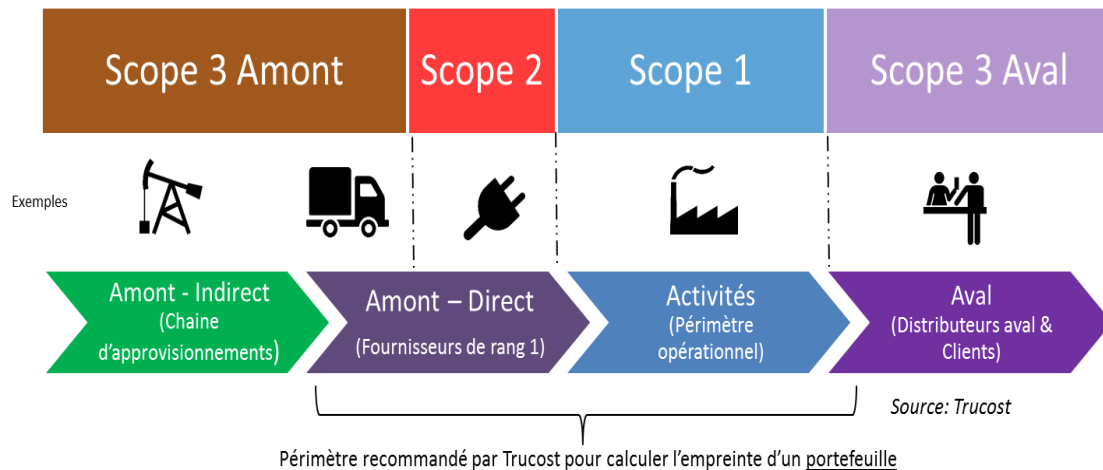 Scope 3 Amont
Scope 2
Scope 1
Scope 3 Aval
Exemples
Amont - Indirect
(Chaine
d’approvisionnements)
Amont – Direct
(Fournisseurs de rang 1)
Activités
(Périmètre
opérationnel)
Aval
(Distributeurs aval &
Clients)
Source: Trucost
Périmètre recommandé par Trucost pour calculer l’empreinte d’un portefeuille